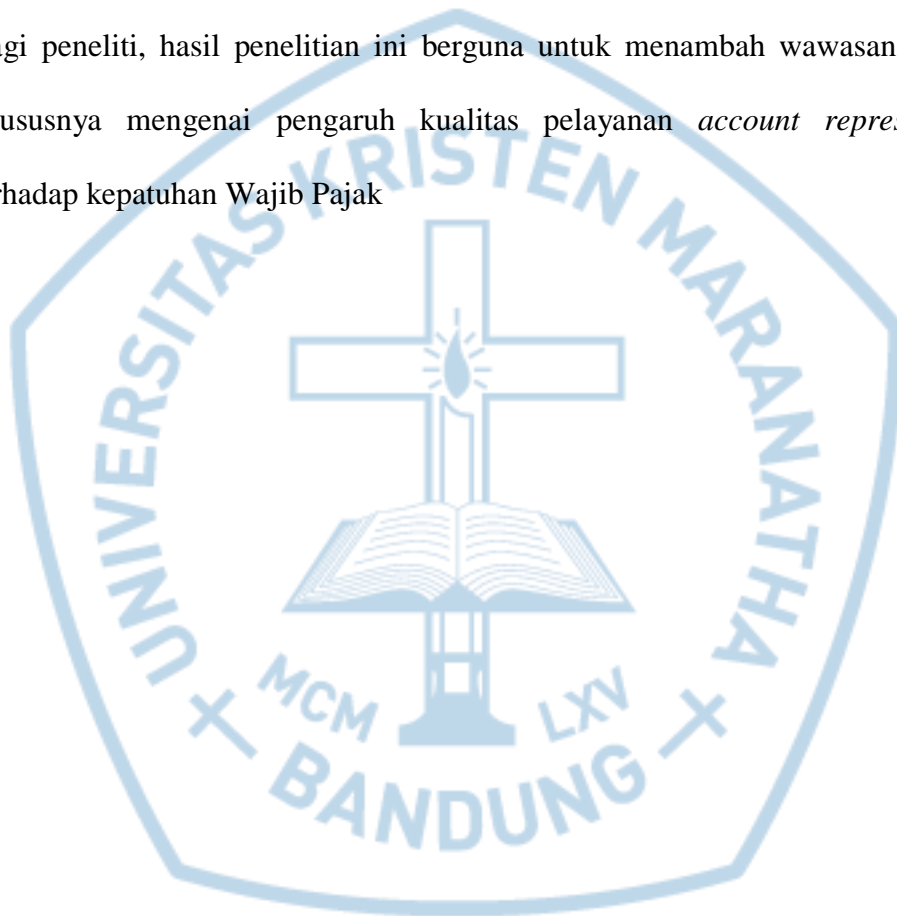 agi peneliti, hasil penelitian ini berguna untuk menambah wawasan
ususnya mengenai pengaruh kualitas pelayanan account repres
rhadap kepatuhan Wajib Pajak
UNIVERSITAS KRISTEN MARANATHA
MCM LXV
BANDUNG